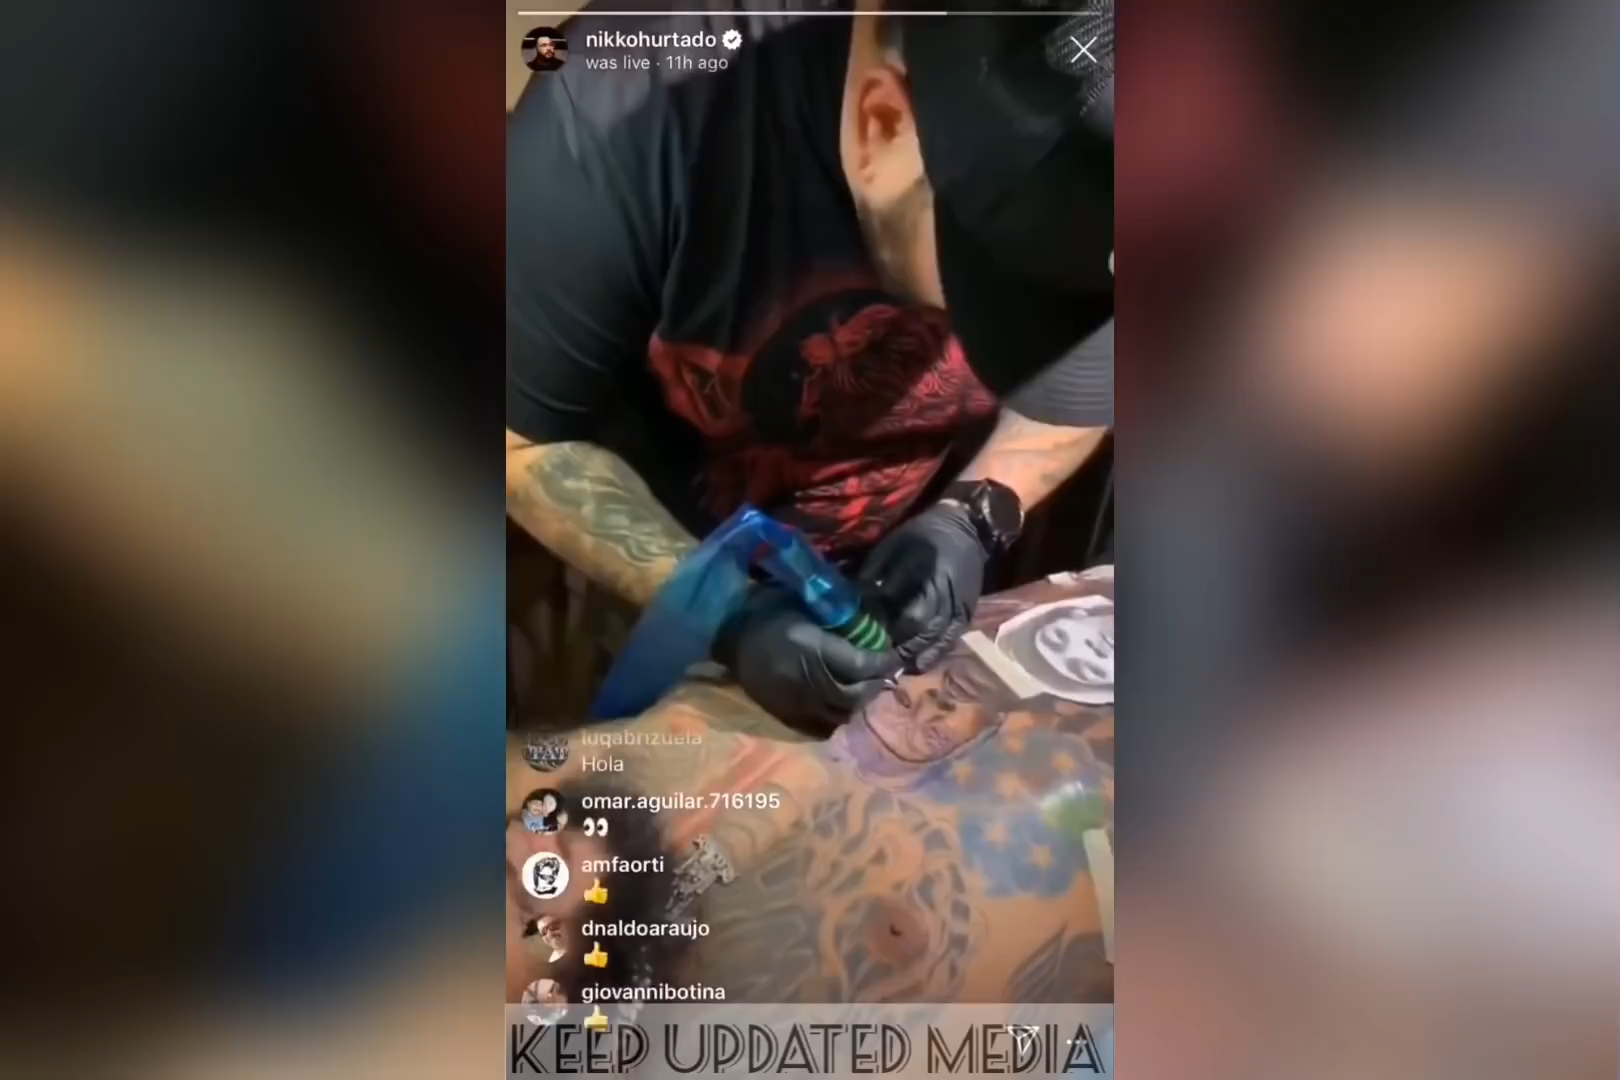 nikkohurtado
was live · 11h ago
luqabrizuela
Hola
omar.aguilar.716195
👀
amfaorti
👍
dnaldoaraujo
👍
giovannibotina
👍
KEEP UPDATED MEDIA